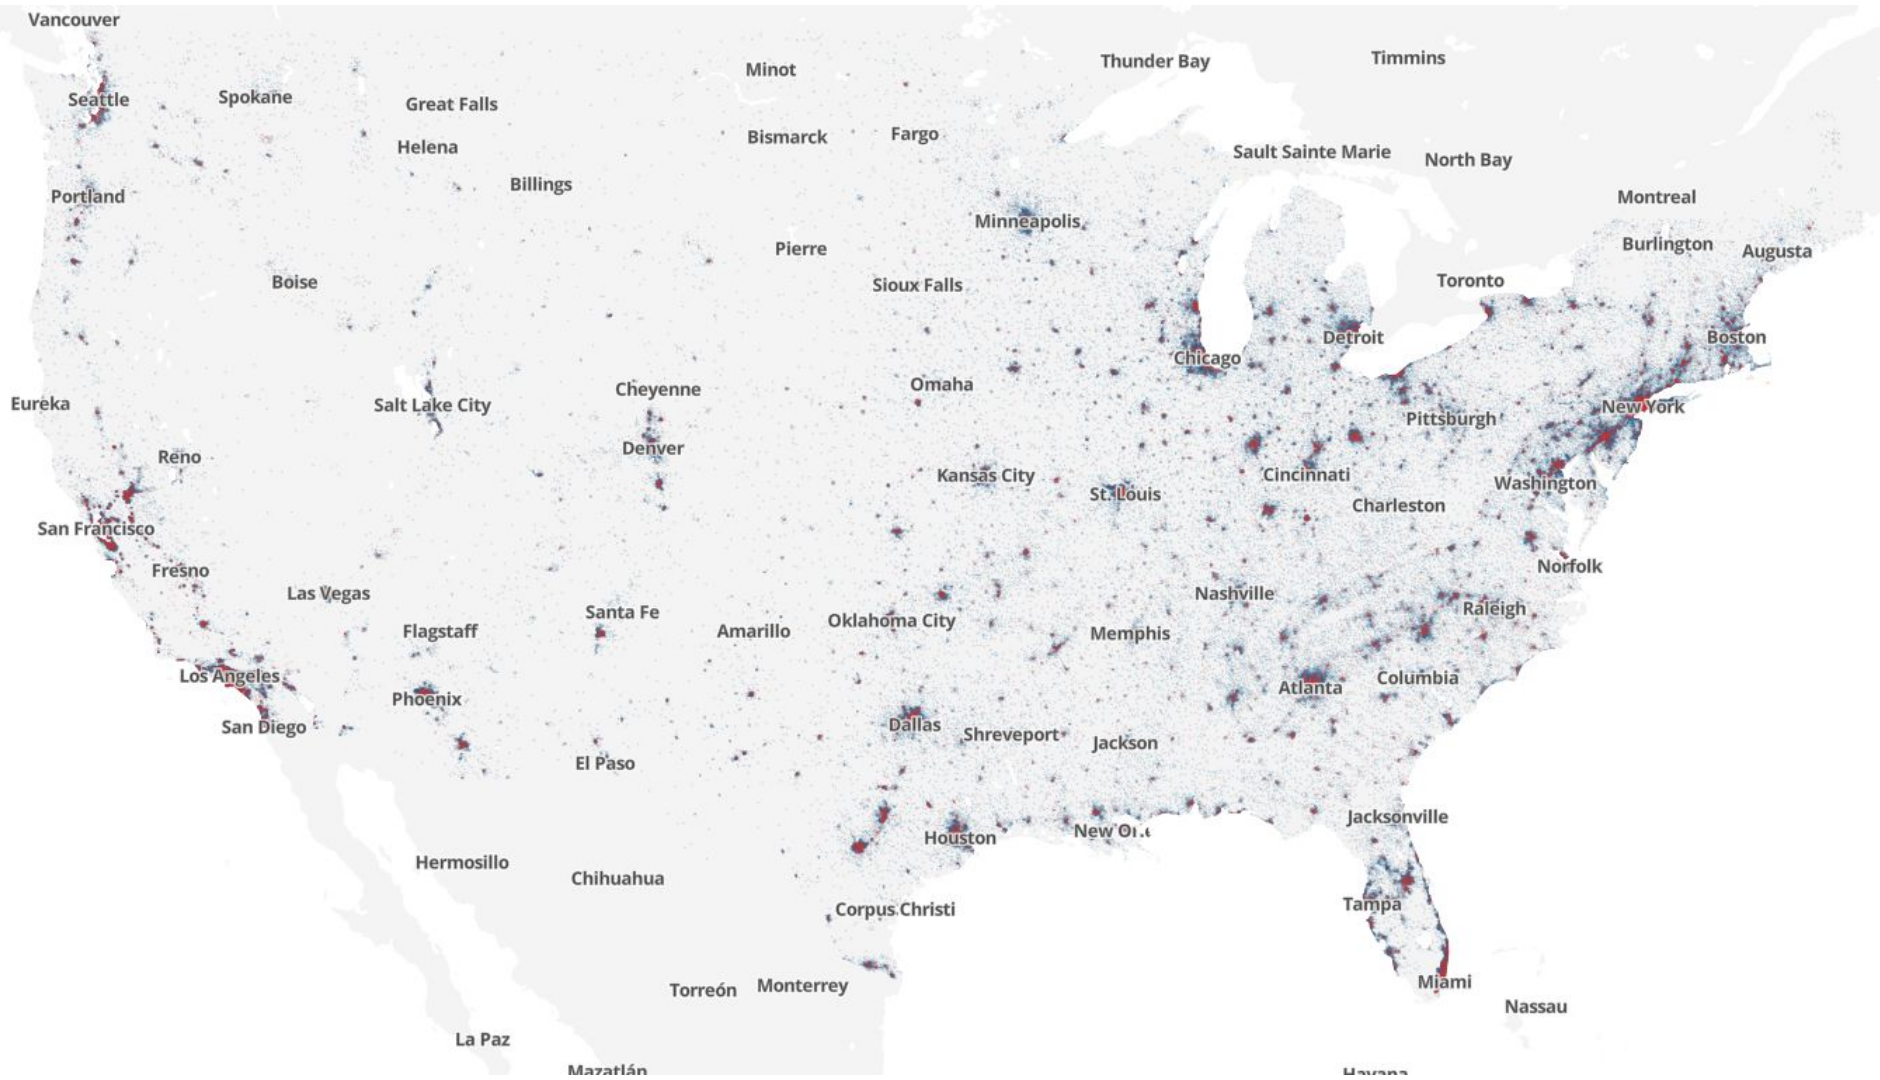 Vancouver
Timmins
Thunder Bay
Minot
Seattle
Spokane
Great Falls
Fargo
Bismarck
Helena
Sault Sainte Marie
North Bay
Billings
Portland
Montreal
Minneapolis
Burlington
Pierre
Augusta
Toronto
Boise
Sioux Falls
Detroit
Boston
Chicago
Omaha
Cheyenne
Eureka
Salt Lake City
New York
Pittsburgh
Denver
Reno
Kansas City
Cincinnati
Washington
St. Louis
Charleston
San Francisco
Norfolk
Fresno
Las Vegas
Nashville
Raleigh
Santa Fe
Oklahoma City
Flagstaff
Amarillo
Memphis
Los Angeles
Columbia
Atlanta
Phoenix
Dallas
San Diego
Shreveport
Jackson
El Paso
Jacksonville
New Or
Houston
Hermosillo
Chihuahua
Tampa
Corpus Christi
Miami
Monterrey
Torreón
Nassau
La Paz
Mazatlán
Havana